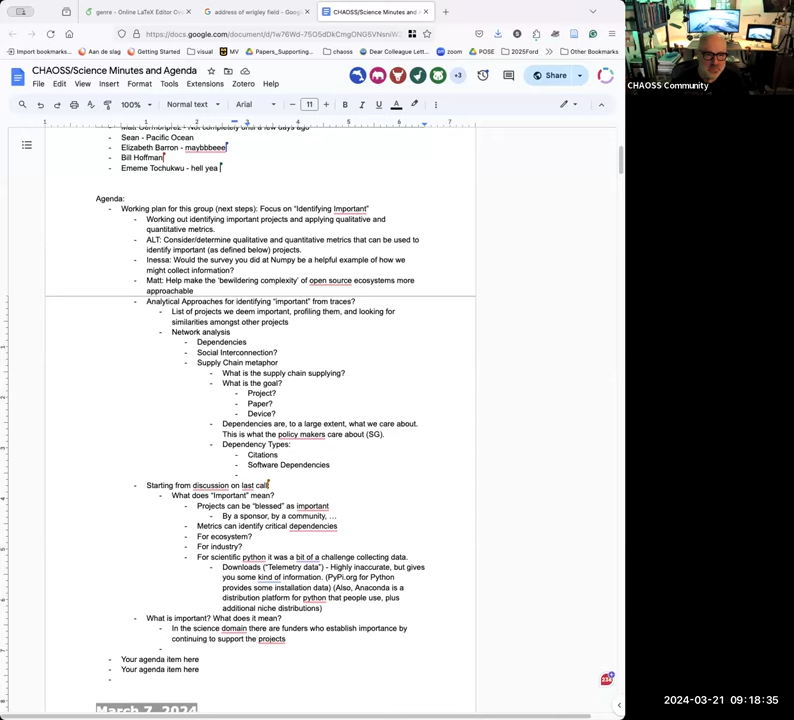 genre - Online LaTeX Editor Ov
address of wrigley field - Goog
CHAOSS/Science Minutes and A
https://docs.google.com/document/d/1w76Wd-75O5dDkCmgONG5VNsniW
Import bookmarks... Aan de slag Getting Started visual MV Papers_Supporting... chaoss Dear Colleague Lett... zoom POSE 2025Ford Other Bookmarks
CHAOSS/Science Minutes and Agenda
File Edit View Insert Format Tools Extensions Zotero Help
+3
Share
100% Normal text Arial 11 B I U A
- Sean - Pacific Ocean
- Elizabeth Barron - maybbbeee
- Bill Hoffman
- Ememe Tochukwu - hell yea
Agenda:
- Working plan for this group (next steps): Focus on "Identifying Important"
- Working out identifying important projects and applying qualitative and
quantitative metrics.
- ALT: Consider/determine qualitative and quantitative metrics that can be used to
identify important (as defined below) projects.
- Inessa: Would the survey you did at Numpy be a helpful example of how we
might collect information?
- Matt: Help make the 'bewildering complexity' of open source ecosystems more
approachable
- Analytical Approaches for identifying "important" from traces?
- List of projects we deem important, profiling them, and looking for
similarities amongst other projects
- Network analysis
- Dependencies
- Social Interconnection?
- Supply Chain metaphor
- What is the supply chain supplying?
- What is the goal?
- Project?
- Paper?
- Device?
- Dependencies are, to a large extent, what we care about.
This is what the policy makers care about (SG).
- Dependency Types:
- Citations
- Software Dependencies
-
- Starting from discussion on last call
- What does "Important" mean?
- Projects can be "blessed" as important
- By a sponsor, by a community, …
- Metrics can identify critical dependencies
- For ecosystem?
- For industry?
- For scientific python it was a bit of a challenge collecting data.
- Downloads ("Telemetry data") - Highly inaccurate, but gives
you some kind of information. (PyPi.org for Python
provides some installation data) (Also, Anaconda is a
distribution platform for python that people use, plus
additional niche distributions)
- What is important? What does it mean?
- In the science domain there are funders who establish importance by
continuing to support the projects
-
- Your agenda item here
- Your agenda item here
-
March 7, 2024
CHAOSS Community
2024-03-21 09:18:35